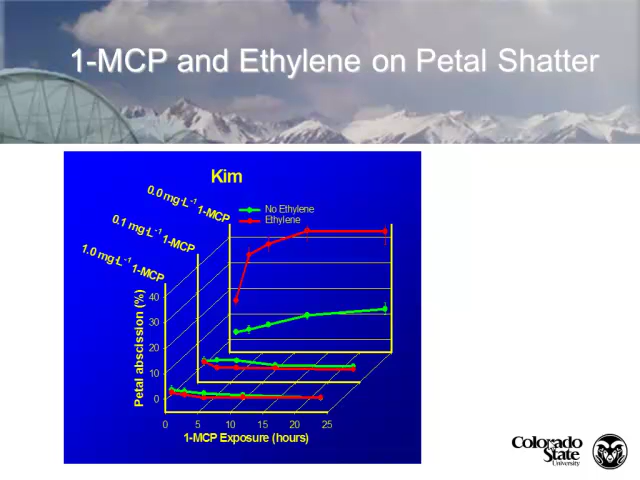 1-MCP and Ethylene on Petal Shatter
Kim
0.0 mg·L⁻¹ 1-MCP
0.1 mg·L⁻¹ 1-MCP
1.0 mg·L⁻¹ 1-MCP
No Ethylene
Ethylene
Petal abscission (%)
40
30
20
10
0
0 5 10 15 20 25
1-MCP Exposure (hours)
Colorado
State
University